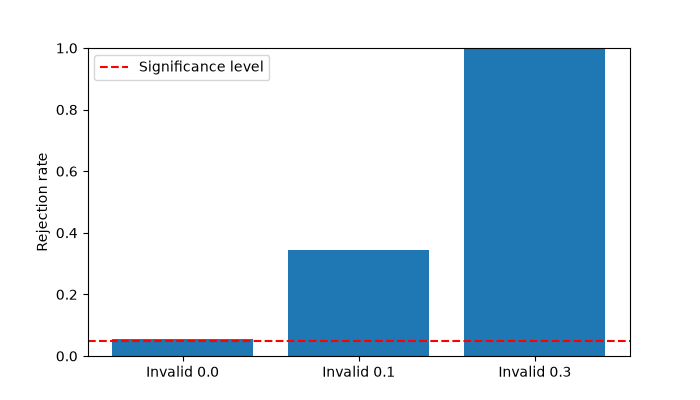 1.0
Significance level
0.8
0.6
0.4
0.2
0.0
Rejection rate
Invalid 0.0
Invalid 0.1
Invalid 0.3